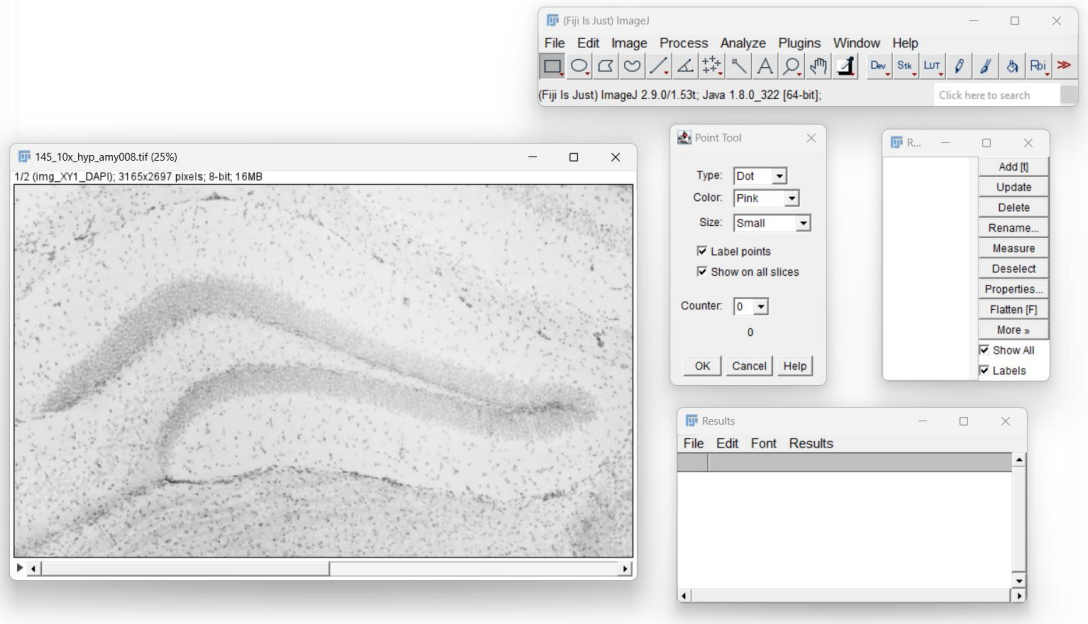 (Fiji Is Just) ImageJ
File Edit Image Process Analyze Plugins Window Help
A Dev Stk LUT
(Fiji Is Just) ImageJ 2.9.0/1.53t; Java 1.8.0_322 [64-bit];
Click here to search
145_10x_hyp_amy008.tif (25%)
1/2 (img_XY1_DAPI); 3165x2697 pixels; 8-bit; 16MB
Point Tool
Type: Dot
Color: Pink
Size: Small
Label points
Show on all slices
Counter: 0
0
OK Cancel Help
R...
Add [t]
Update
Delete
Rename...
Measure
Deselect
Properties...
Flatten [F]
More »
Show All
Labels
Results
File Edit Font Results